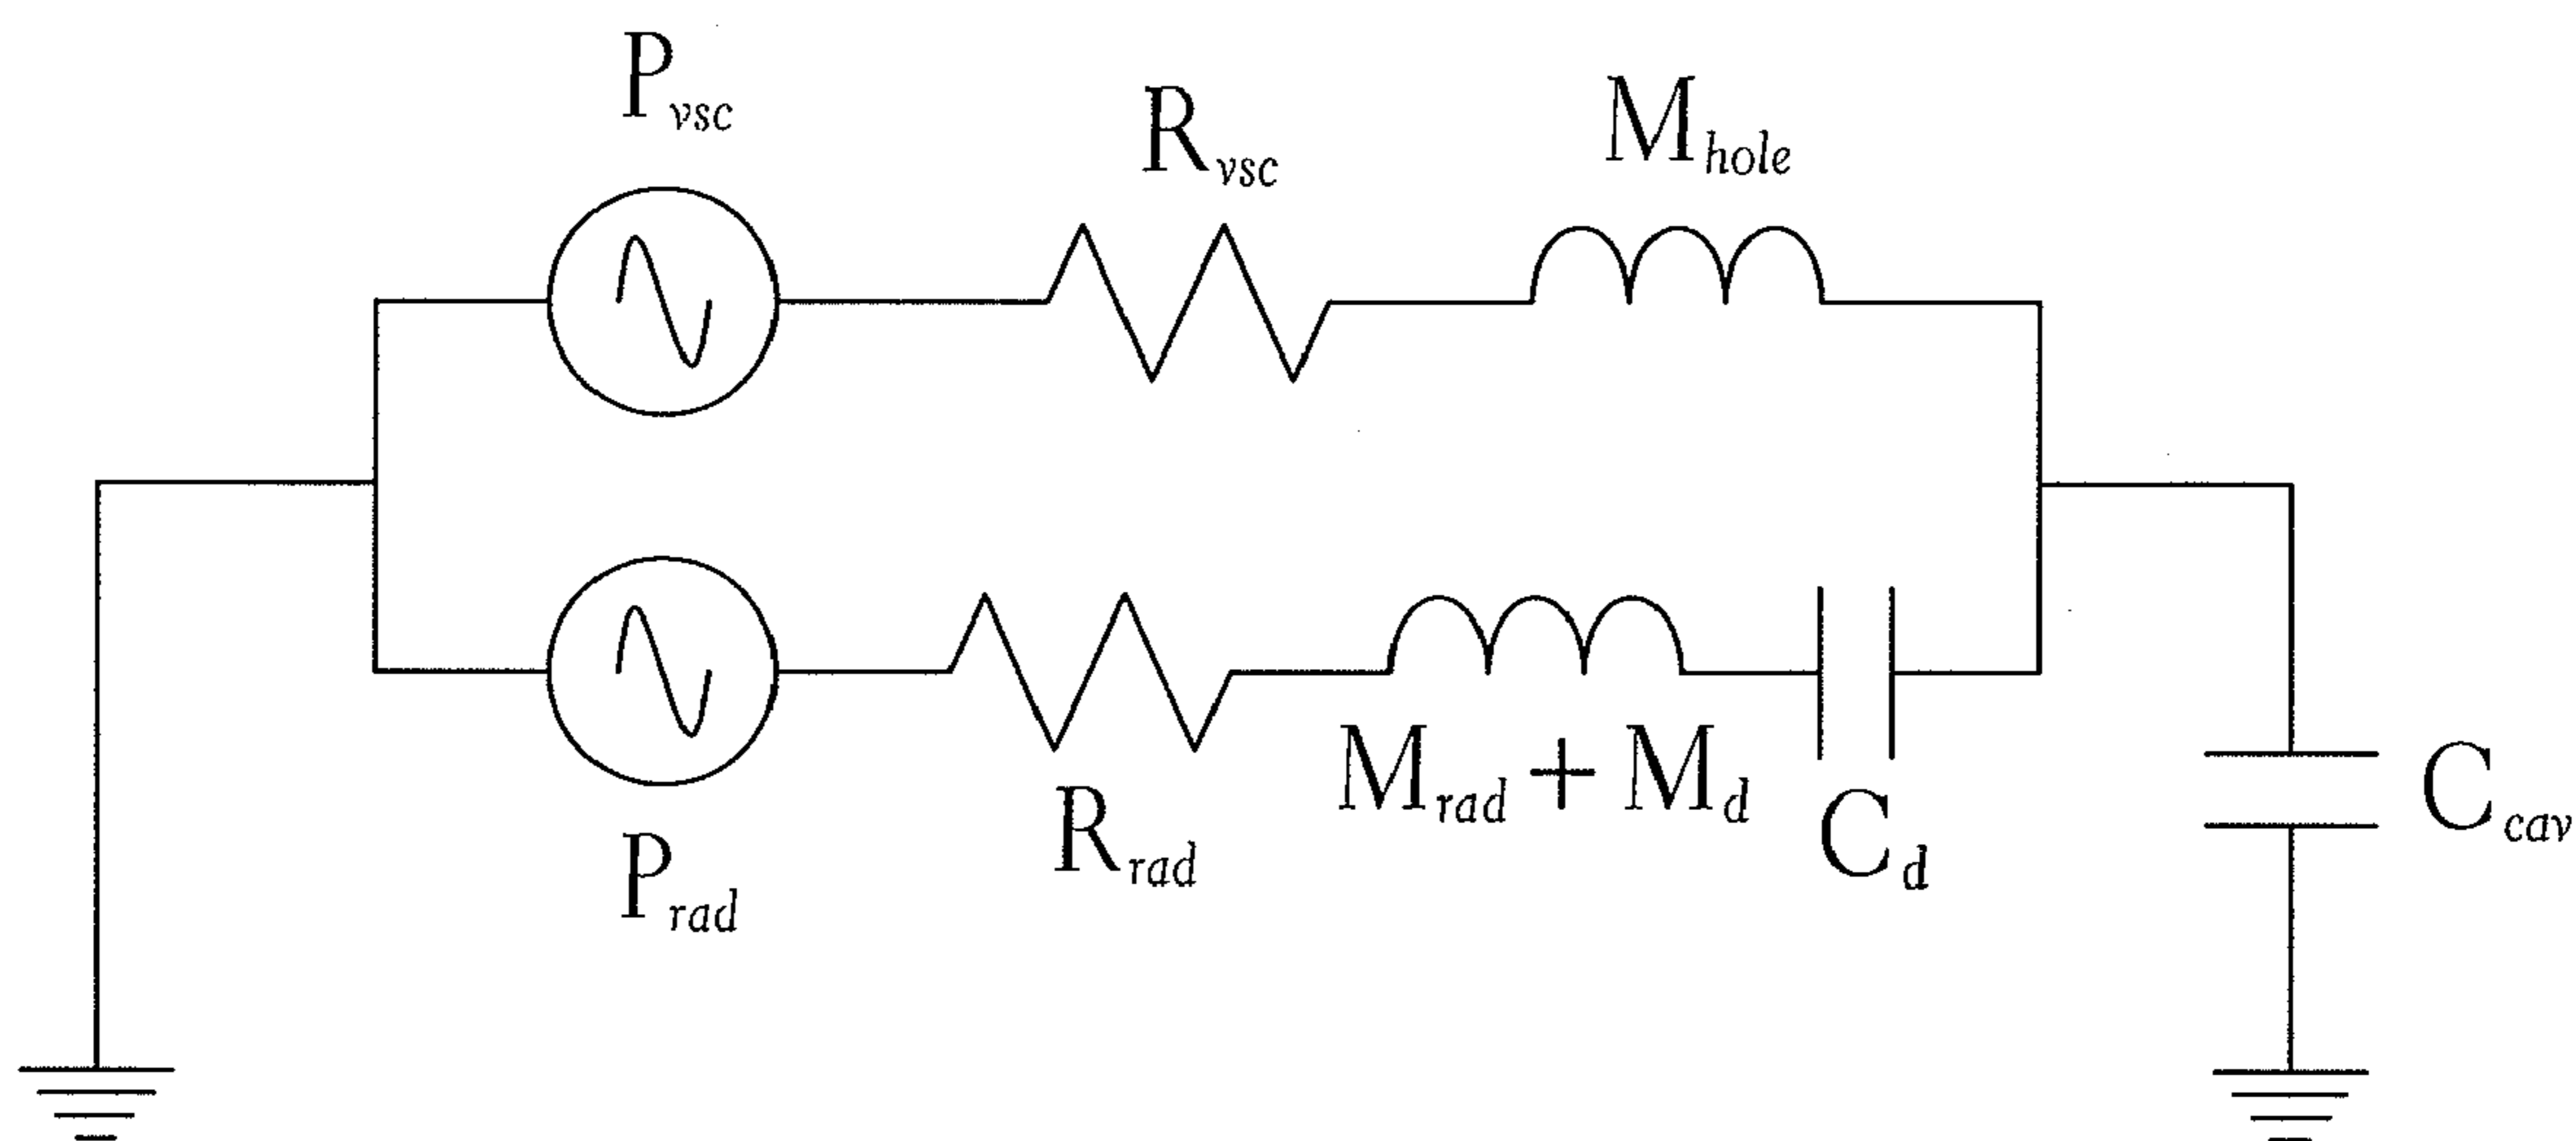 P_vsc
R_vsc
M_hole
P_rad
R_rad
M_rad + M_d
C_d
C_cav